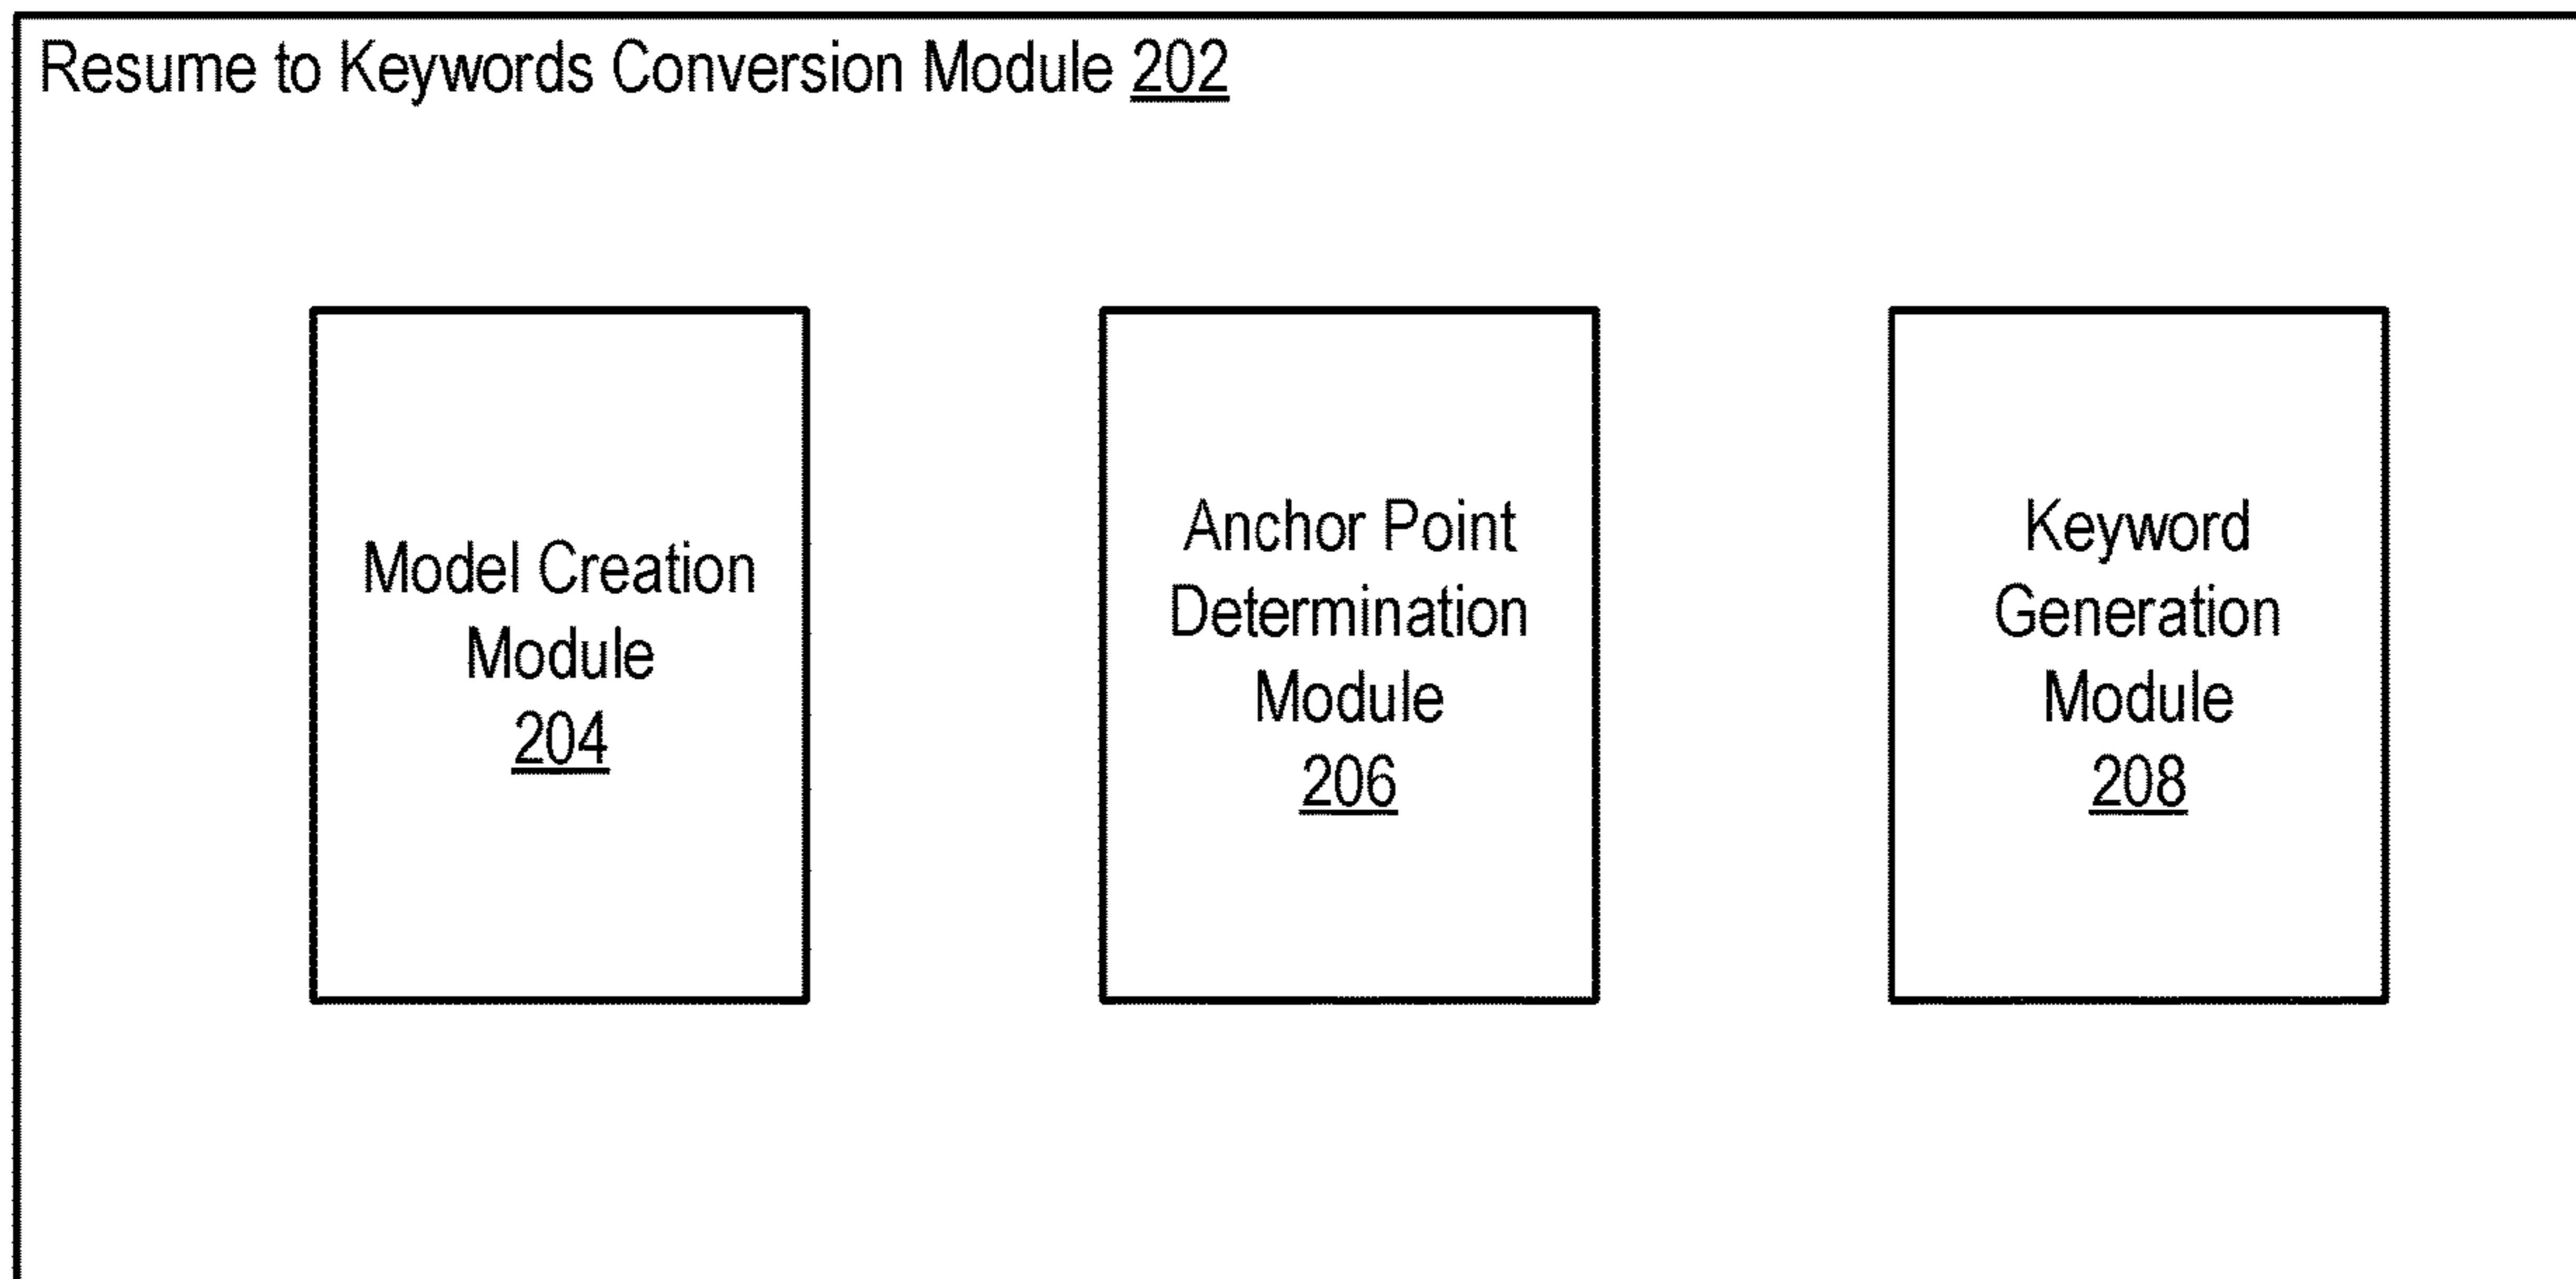 Resume to Keywords Conversion Module 202
Model Creation
Module
204
Anchor Point
Determination
Module
206
Keyword
Generation
Module
208